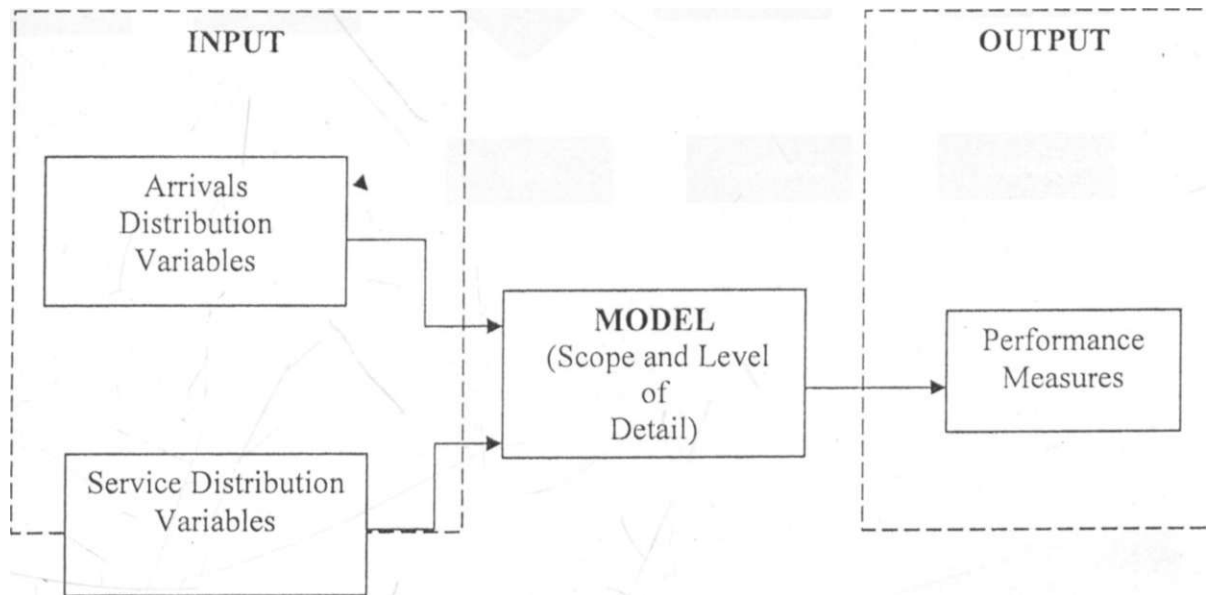 INPUT
Arrivals
Distribution
Variables
Service Distribution
Variables
MODEL
(Scope and Level
of
Detail)
OUTPUT
Performance
Measures